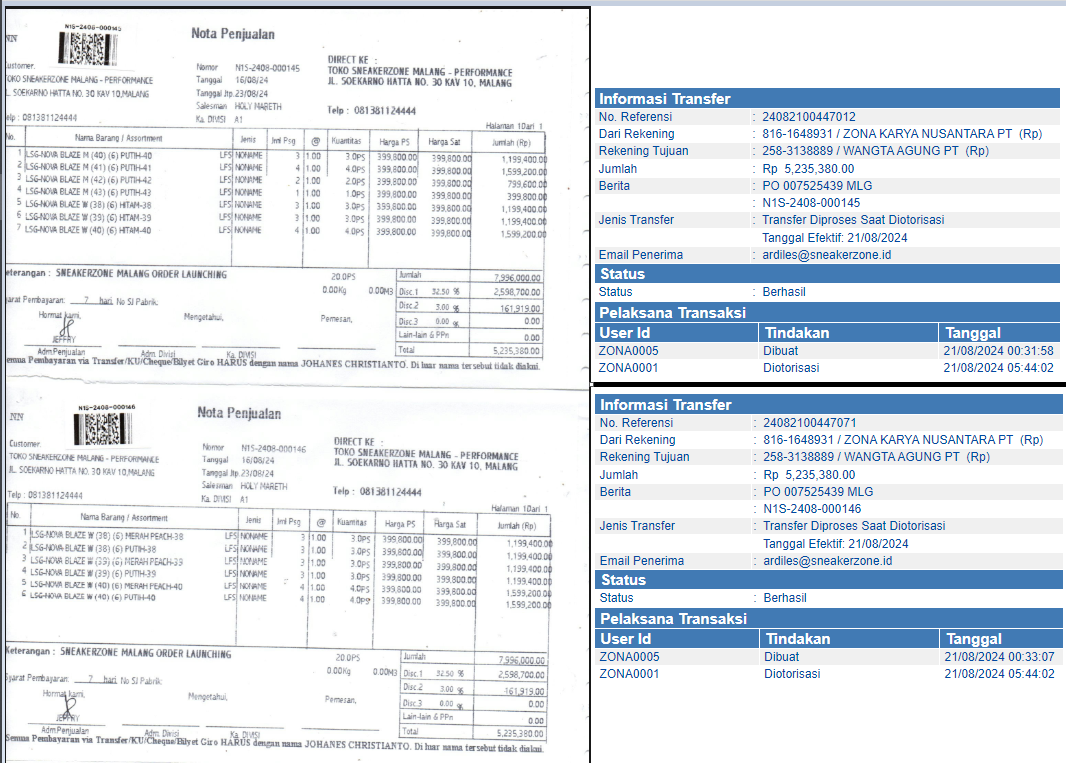 N1S-2408-000145
NN
Nota Penjualan
ustomer.
OKO SNEAKERZONE MALANG - PERFORMANCE
L. SOEKARNO HATTA NO. 30 KAV 10,MALANG
elp : 081381124444
Nomor N1S-2408-000145
Tanggal 16/08/24
Tanggal Jtp.23/08/24
Salesman HOLY MARETH
Ka. DIVISI A1
DIRECT KE :
TOKO SNEAKERZONE MALANG - PERFORMANCE
JL. SOEKARNO HATTA NO. 30 KAV 10, MALANG
Telp : 081381124444
Halaman 1Dari 1
No. Nama Barang / Assortment Jenis Jml Psg @ Kuantitas Harga PS Harga Sat Jumlah (Rp)
1 LSG-NOVA BLAZE M (40) (6) PUTIH-40 LFS NONAME 3 1.00 3.0PS 399,800.00 399,800.00 1,199,400.00
2 LSG-NOVA BLAZE M (41) (6) PUTIH-41 LFS NONAME 4 1.00 4.0PS 399,800.00 399,800.00 1,599,200.00
3 LSG-NOVA BLAZE M (42) (6) PUTIH-42 LFS NONAME 2 1.00 2.0PS 399,800.00 399,800.00 799,600.00
4 LSG-NOVA BLAZE M (43) (6) PUTIH-43 LFS NONAME 1 1.00 1.0PS 399,800.00 399,800.00 399,800.00
5 LSG-NOVA BLAZE W (38) (6) HITAM-38 LFS NONAME 3 1.00 3.0PS 399,800.00 399,800.00 1,199,400.00
6 LSG-NOVA BLAZE W (39) (6) HITAM-39 LFS NONAME 3 1.00 3.0PS 399,800.00 399,800.00 1,199,400.00
7 LSG-NOVA BLAZE W (40) (6) HITAM-40 LFS NONAME 4 1.00 4.0PS 399,800.00 399,800.00 1,599,200.00
eterangan : SNEAKERZONE MALANG ORDER LAUNCHING 20.0PS Jumlah 7,996,000.00
0.00Kg 0.00M3 Disc.1 32.50 % 2,598,700.00
arat Pembayaran: 7 hari, No SJ Pabrik. Disc.2 3.00 % 161,919.00
Hormat kami, Mengetahui, Pemeran, Disc.3 0.00 % 0.00
Lain-lain & PPn 0.00
JEFFRY Total 5,235,380.00
Adm.Penjualan Adm. Divisi Ka. DIVISI
emua Pembayaran via Transfer/KU/Cheque/Bilyet Giro HARUS dengan nama JOHANES CHRISTIANTO. Di luar nama tersebut tidak diakui.
Informasi Transfer
No. Referensi : 24082100447012
Dari Rekening : 816-1648931 / ZONA KARYA NUSANTARA PT (Rp)
Rekening Tujuan : 258-3138889 / WANGTA AGUNG PT (Rp)
Jumlah : Rp 5,235,380.00
Berita : PO 007525439 MLG
: N1S-2408-000145
Jenis Transfer : Transfer Diproses Saat Diotorisasi
Tanggal Efektif: 21/08/2024
Email Penerima : ardiles@sneakerzone.id
Status
Status : Berhasil
Pelaksana Transaksi
User Id Tindakan Tanggal
ZONA0005 Dibuat 21/08/2024 00:31:58
ZONA0001 Diotorisasi 21/08/2024 05:44:02
N1S-2408-000146
NN
Nota Penjualan
Customer.
TOKO SNEAKERZONE MALANG - PERFORMANCE
JL. SOEKARNO HATTA NO. 30 KAV 10,MALANG
Telp : 081381124444
Nomor N1S-2408-000146
Tanggal 16/08/24
Tanggal Jtp.23/08/24
Salesman HOLY MARETH
Ka. DIVISI A1
DIRECT KE :
TOKO SNEAKERZONE MALANG - PERFORMANCE
JL. SOEKARNO HATTA NO. 30 KAV 10, MALANG
Telp : 081381124444
Halaman 1Dari 1
No. Nama Barang / Assortment Jenis Jml Psg @ Kuantitas Harga PS Harga Sat Jumlah (Rp)
1 LSG-NOVA BLAZE W (38) (6) MERAH PEACH-38 LFS NONAME 3 1.00 3.0PS 399,800.00 399,800.00 1,199,400.00
2 LSG-NOVA BLAZE W (38) (6) PUTIH-38 LFS NONAME 3 1.00 3.0PS 399,800.00 399,800.00 1,199,400.00
3 LSG-NOVA BLAZE W (39) (6) MERAH PEACH-39 LFS NONAME 3 1.00 3.0PS 399,800.00 399,800.00 1,199,400.00
4 LSG-NOVA BLAZE W (39) (6) PUTIH-39 LFS NONAME 3 1.00 3.0PS 399,800.00 399,800.00 1,199,400.00
5 LSG-NOVA BLAZE W (40) (6) MERAH PEACH-40 LFS NONAME 4 1.00 4.0PS 399,800.00 399,800.00 1,599,200.00
6 LSG-NOVA BLAZE W (40) (6) PUTIH-40 LFS NONAME 4 1.00 4.0PS 399,800.00 399,800.00 1,599,200.00
Keterangan : SNEAKERZONE MALANG ORDER LAUNCHING 20.0PS Jumlah 7,996,000.00
0.00Kg 0.00M3 Disc.1 32.50 % 2,598,700.00
Syarat Pembayaran: 7 hari, No SJ Pabrik. Disc.2 3.00 % 161,919.00
Hormat kami, Mengetahui, Pemeran, Disc.3 0.00 % 0.00
Lain-lain & PPn 0.00
JEFFRY Total 5,235,380.00
Adm.Penjualan Adm. Divisi Ka. DIVISI
Semua Pembayaran via Transfer/KU/Cheque/Bilyet Giro HARUS dengan nama JOHANES CHRISTIANTO. Di luar nama tersebut tidak diakui.
Informasi Transfer
No. Referensi : 24082100447071
Dari Rekening : 816-1648931 / ZONA KARYA NUSANTARA PT (Rp)
Rekening Tujuan : 258-3138889 / WANGTA AGUNG PT (Rp)
Jumlah : Rp 5,235,380.00
Berita : PO 007525439 MLG
: N1S-2408-000146
Jenis Transfer : Transfer Diproses Saat Diotorisasi
Tanggal Efektif: 21/08/2024
Email Penerima : ardiles@sneakerzone.id
Status
Status : Berhasil
Pelaksana Transaksi
User Id Tindakan Tanggal
ZONA0005 Dibuat 21/08/2024 00:33:07
ZONA0001 Diotorisasi 21/08/2024 05:44:02